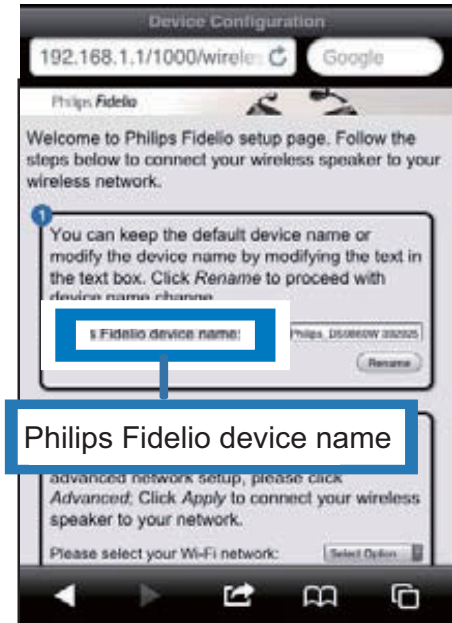 Device Configuration
192.168.1.1/1000/wireles
Google
Philips Fidelio
Welcome to Philips Fidelio setup page. Follow the
steps below to connect your wireless speaker to your
wireless network.
1
You can keep the default device name or
modify the device name by modifying the text in
the text box. Click Rename to proceed with
device name change
s Fidelio device name:
Rename
Philips Fidelio device name
advanced network setup, please click
Advanced; Click Apply to connect your wireless
speaker to your network.
Please select your Wi-Fi network: Select Option